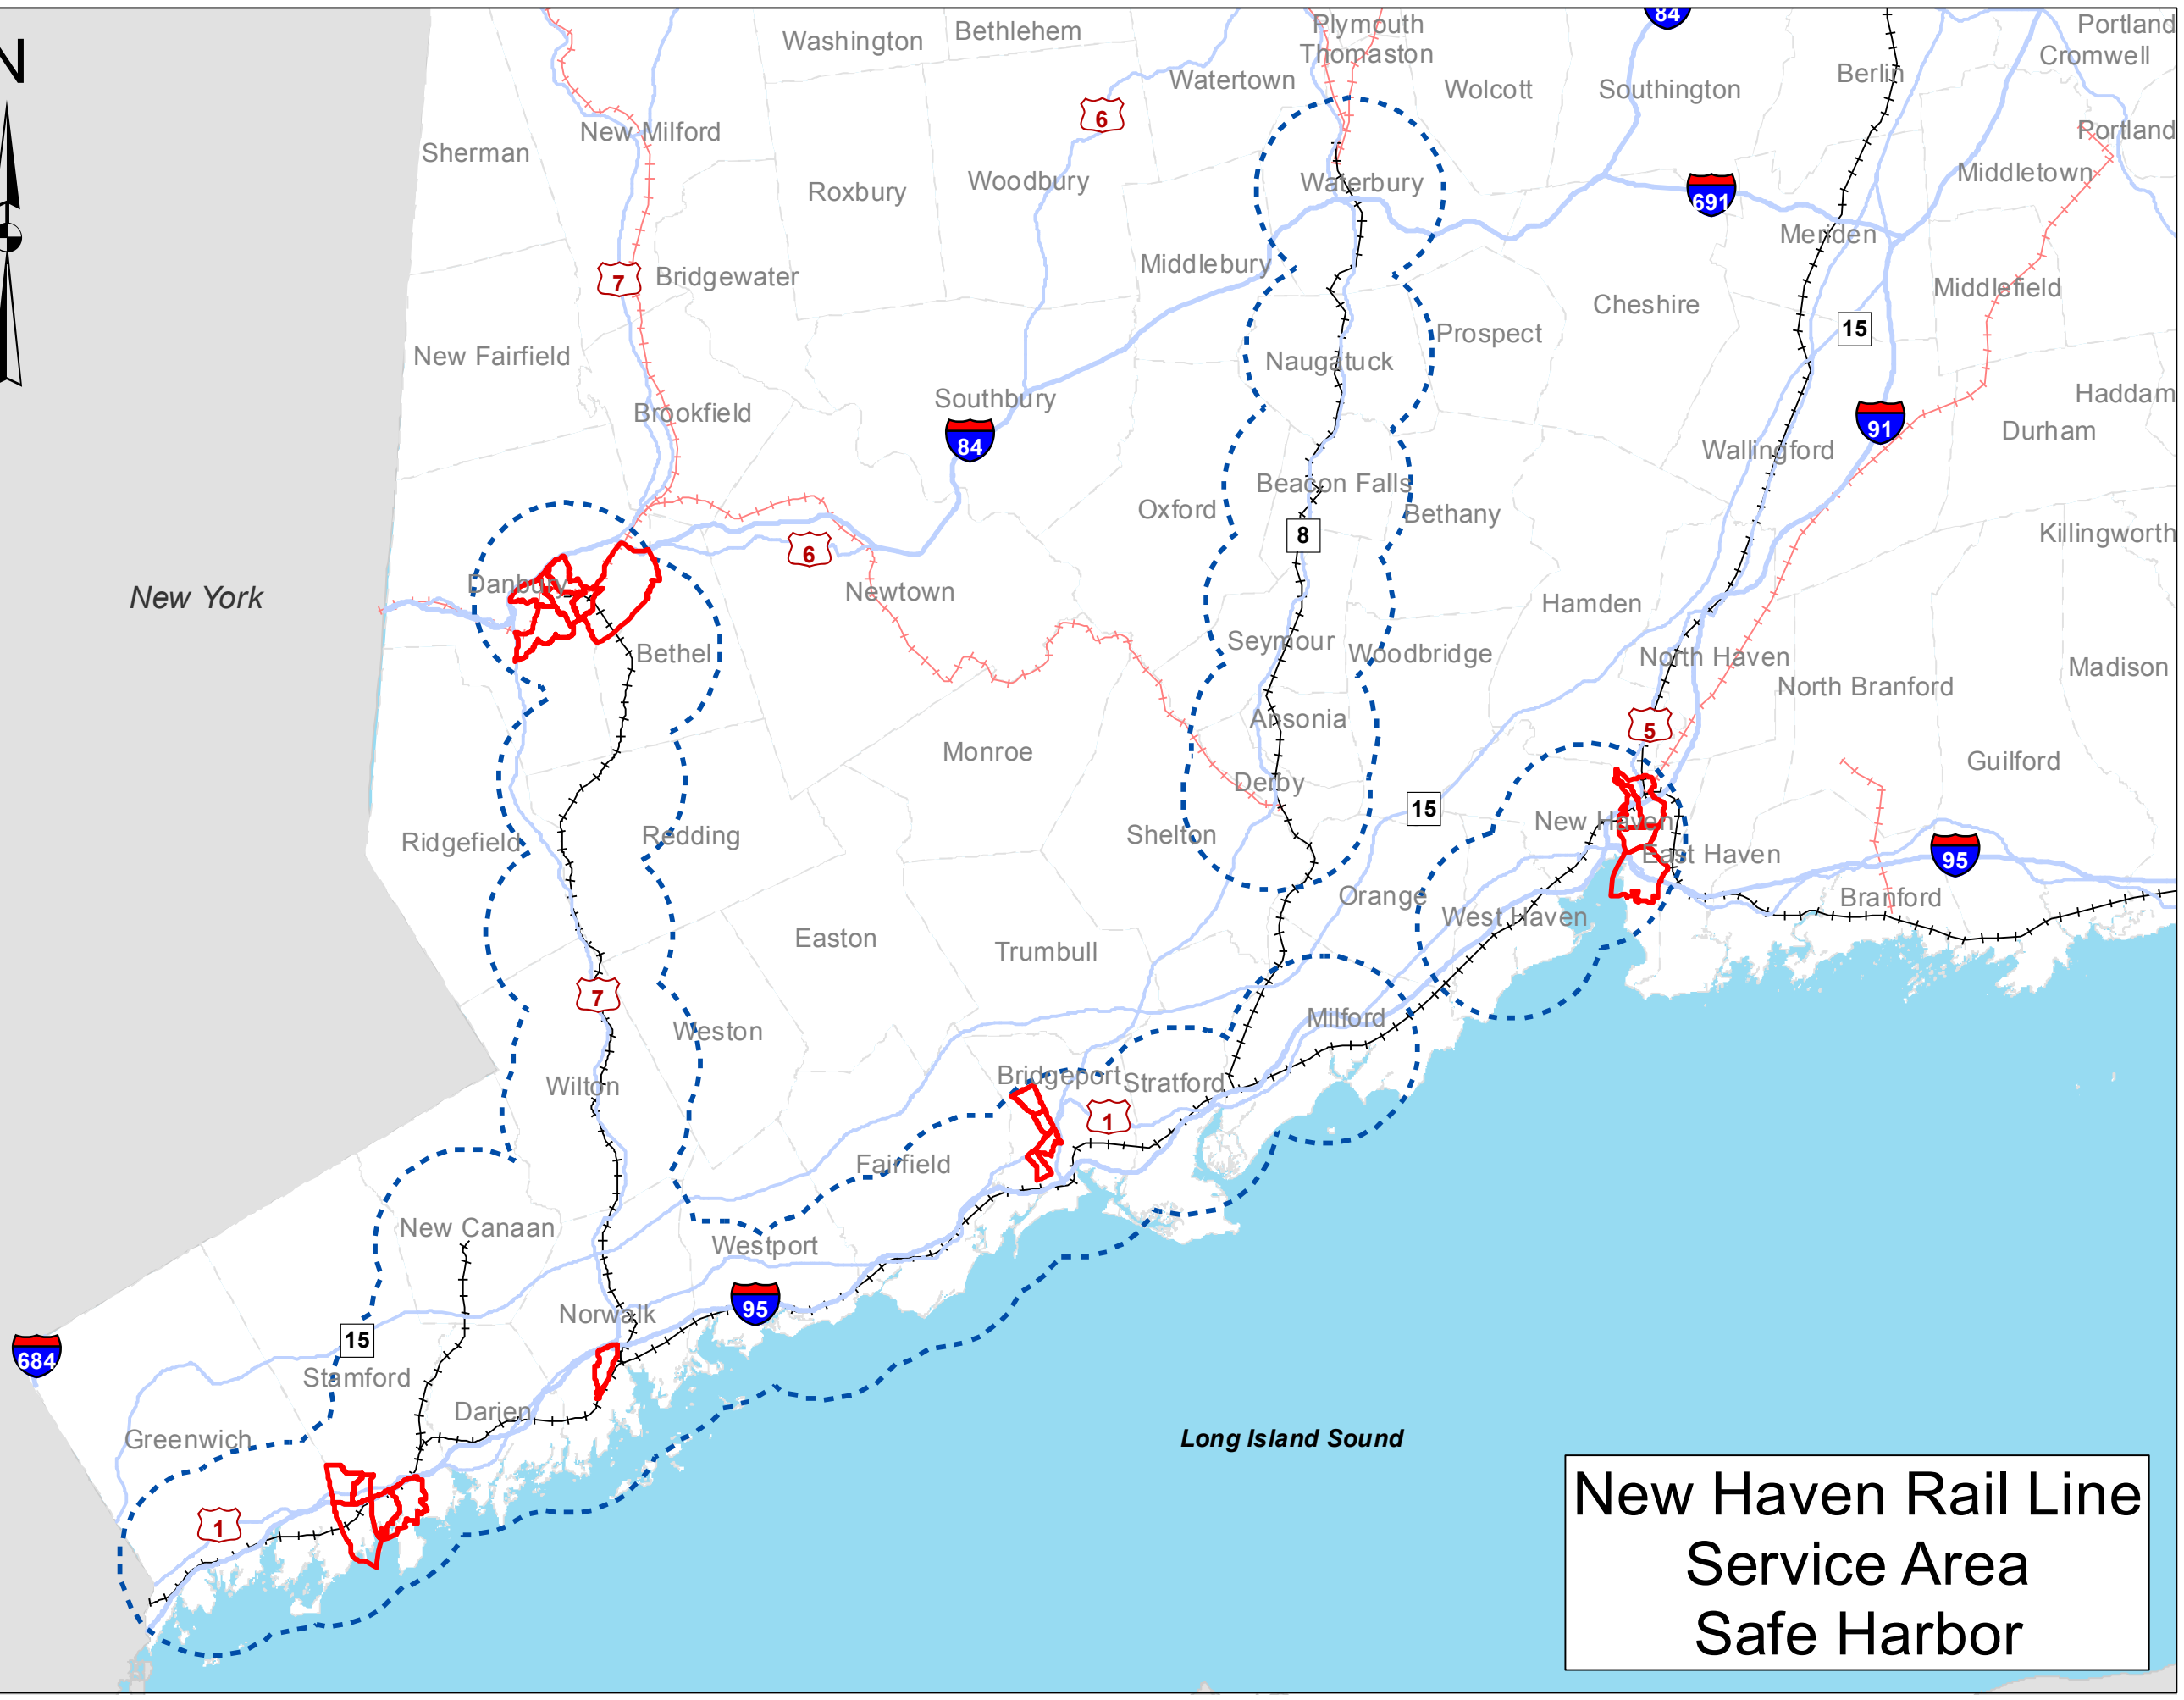 N
84
Plymouth
Portland
Washington
Bethlehem
Thomaston
Cromwell
Watertown
Wolcott
Southington
Berlin
6
New Milford
Portland
Sherman
Roxbury
Woodbury
Waterbury
691
Middletown
Meriden
7
Bridgewater
Middlebury
Cheshire
Middlefield
Prospect
15
New Fairfield
Naugatuck
Southbury
Haddam
Brookfield
84
91
Durham
Wallingford
Beacon Falls
Oxford
Bethany
8
Killingworth
6
Danbury
Newtown
New York
Hamden
Seymour
Woodbridge
Bethel
North Haven
Madison
North Branford
Ansonia
5
Monroe
Guilford
Derby
15
Ridgefield
Redding
Shelton
New Haven
East Haven
95
Orange
West Haven
Branford
Easton
Trumbull
7
Weston
Milford
Wilton
Bridgeport
Stratford
1
Fairfield
New Canaan
Westport
95
Norwalk
15
684
Stamford
Darien
Greenwich
Long Island Sound
1
New Haven Rail Line
Service Area
Safe Harbor